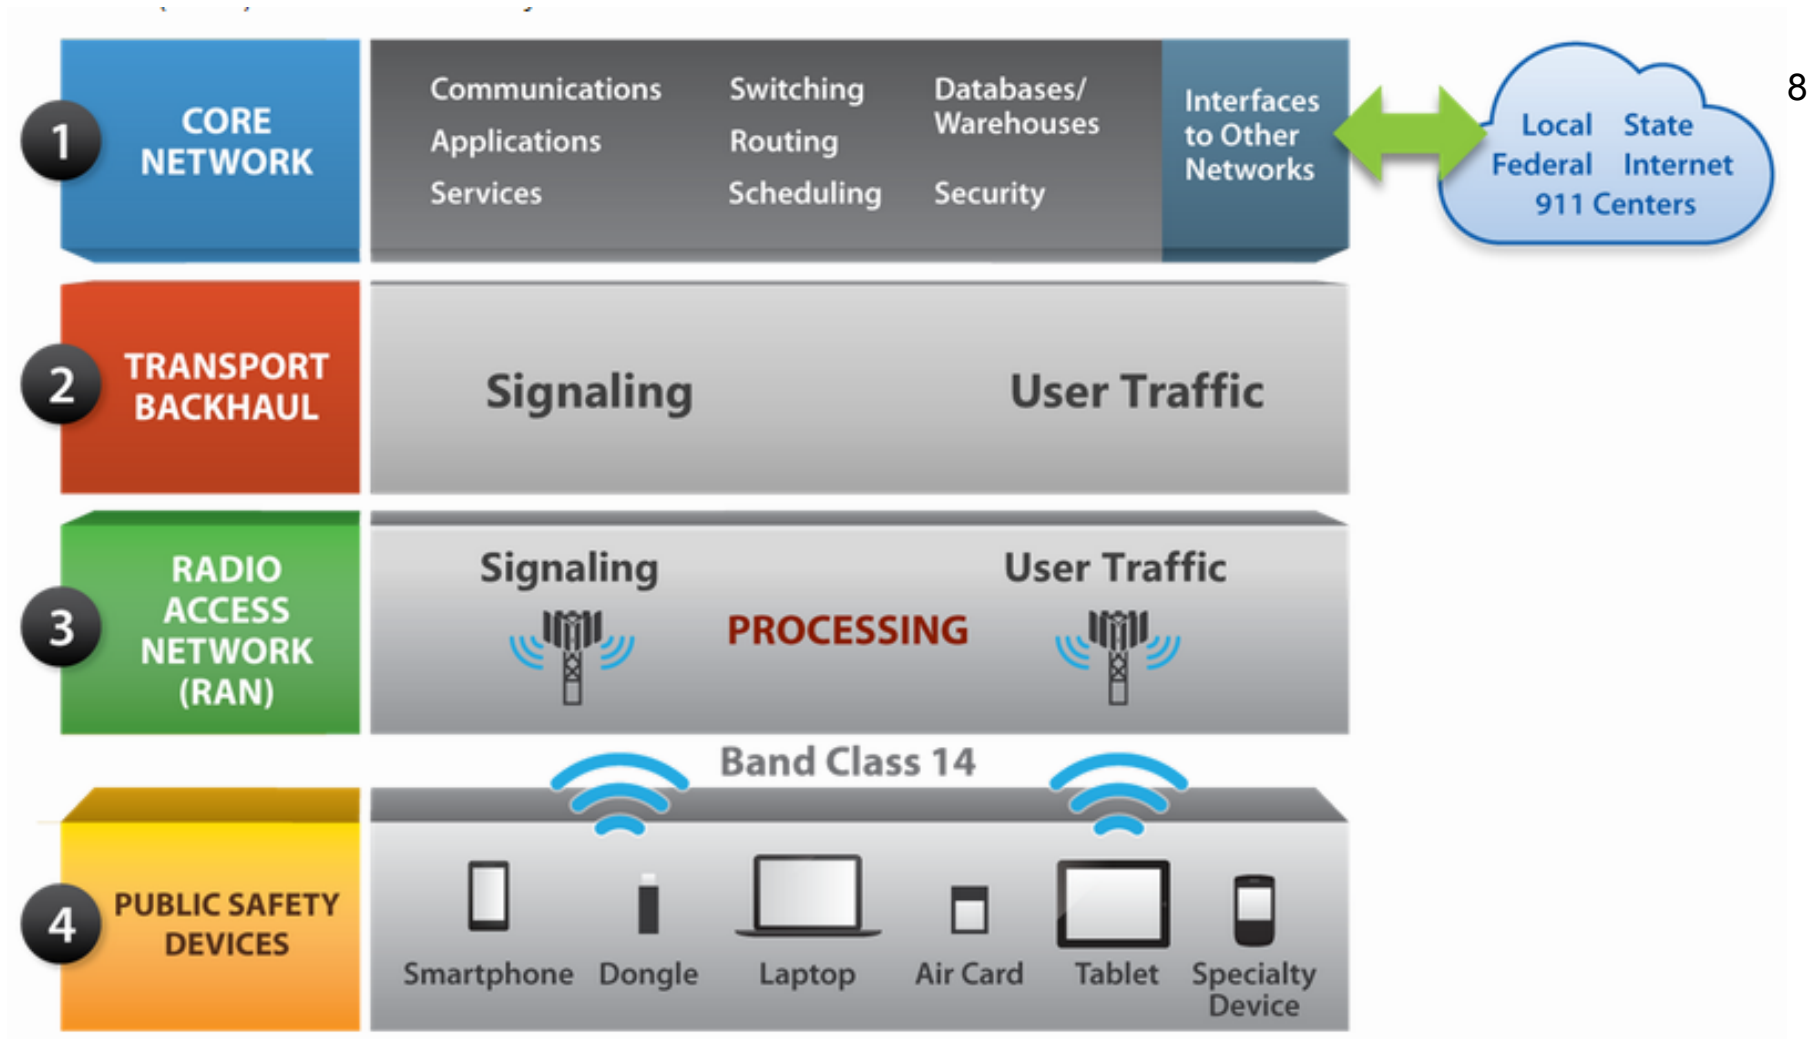 1
CORE
NETWORK
Communications
Applications
Services
Switching
Routing
Scheduling
Databases/
Warehouses
Security
Interfaces
to Other
Networks
Local State
Federal Internet
911 Centers
8
2
TRANSPORT
BACKHAUL
Signaling
User Traffic
3
RADIO
ACCESS
NETWORK
(RAN)
Signaling
PROCESSING
User Traffic
Band Class 14
4
PUBLIC SAFETY
DEVICES
Smartphone
Dongle
Laptop
Air Card
Tablet
Specialty
Device